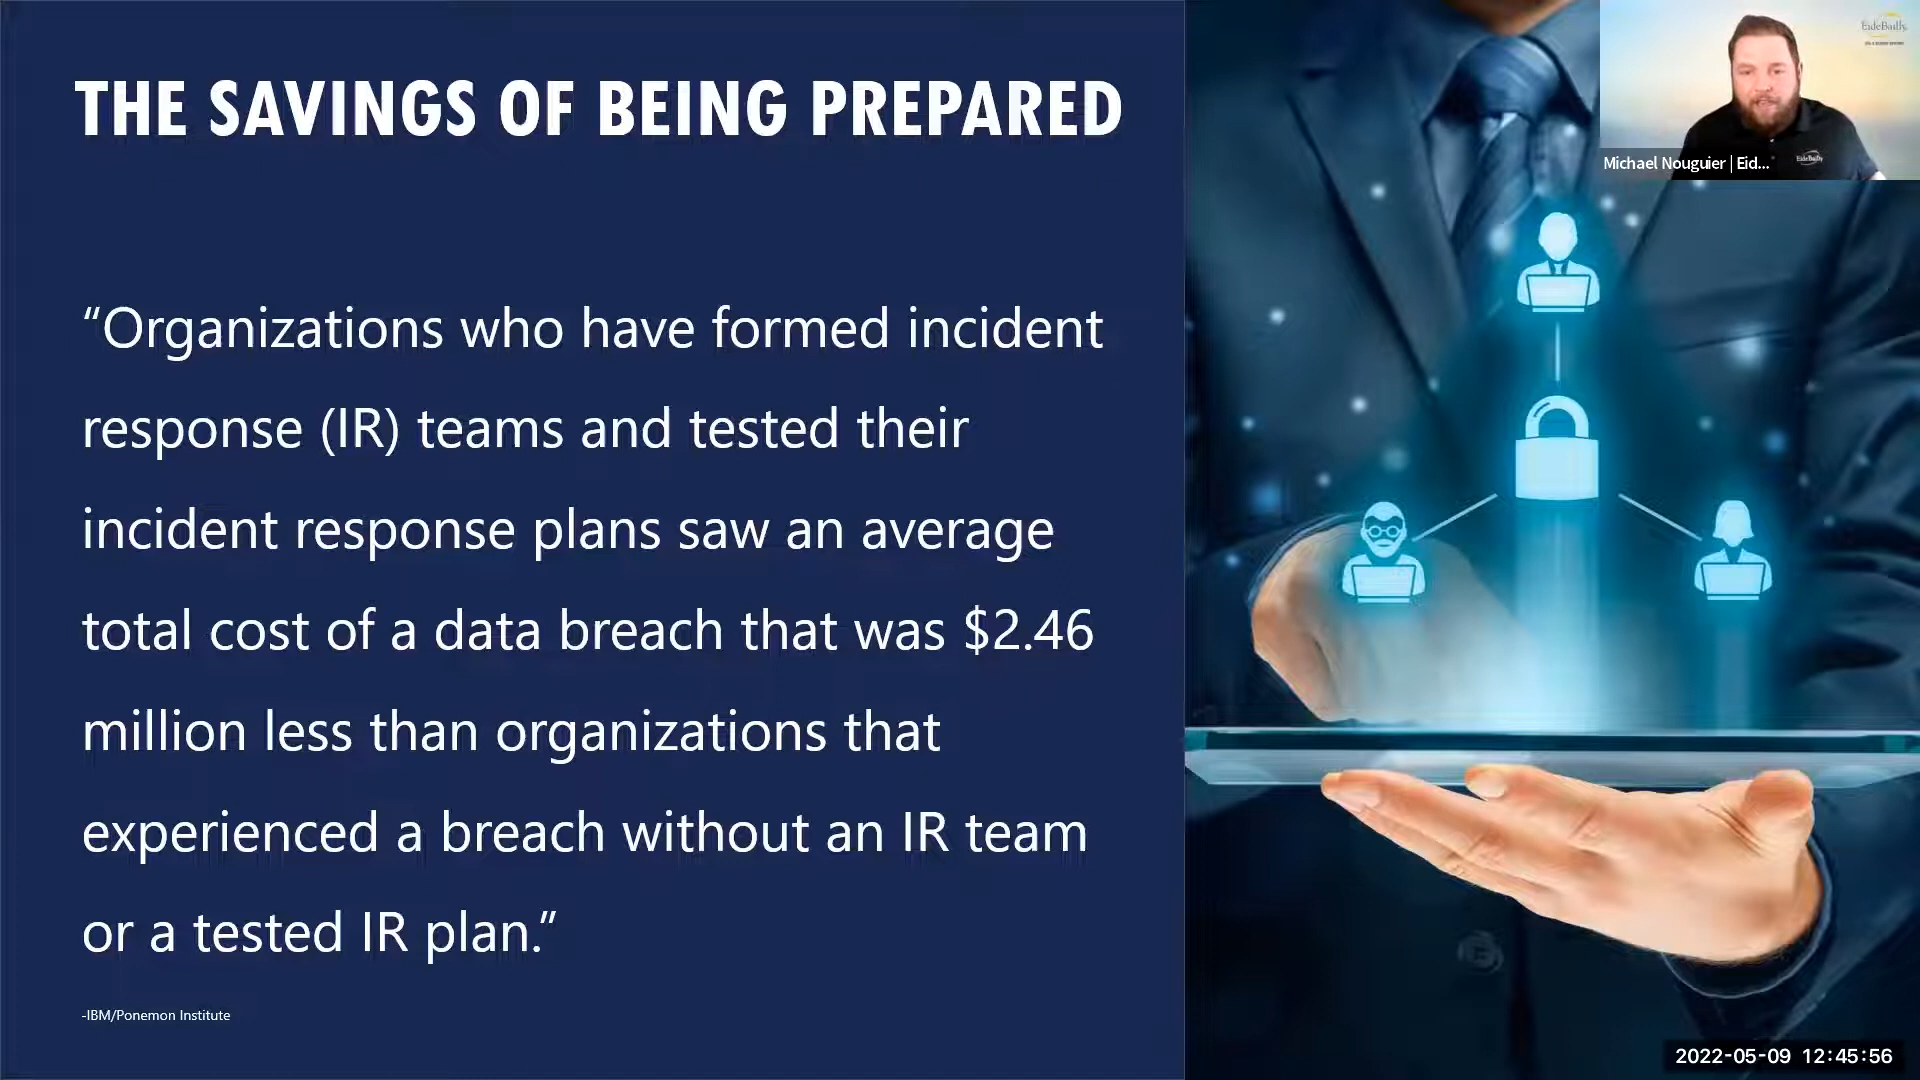 THE SAVINGS OF BEING PREPARED
“Organizations who have formed incident
response (IR) teams and tested their
incident response plans saw an average
total cost of a data breach that was $2.46
million less than organizations that
experienced a breach without an IR team
or a tested IR plan.”
-IBM/Ponemon Institute
EideBailly
Michael Nouguier | Eid...
EideBailly
2022-05-09 12:45:56